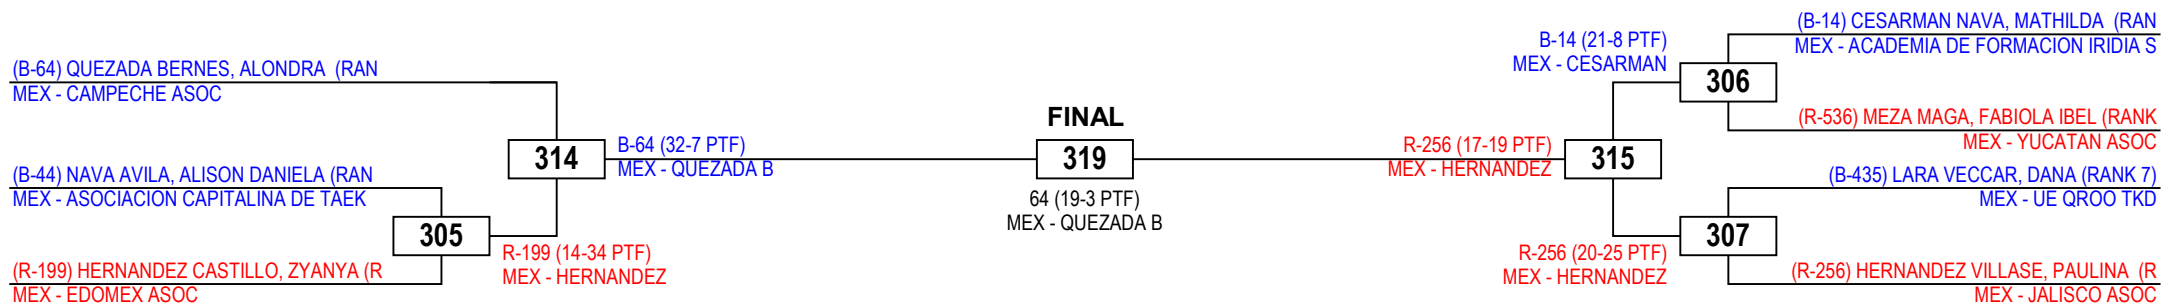 (B-64) QUEZADA BERNES, ALONDRA  (RAN
MEX - CAMPECHE ASOC
(B-44) NAVA AVILA, ALISON DANIELA (RAN
MEX - ASOCIACION CAPITALINA DE TAEK
(R-199) HERNANDEZ CASTILLO, ZYANYA (R
MEX - EDOMEX ASOC
305
R-199 (14-34 PTF)
MEX - HERNANDEZ
314
B-64 (32-7 PTF)
MEX - QUEZADA B
FINAL
319
64 (19-3 PTF)
MEX - QUEZADA B
R-256 (17-19 PTF)
MEX - HERNANDEZ
315
B-14 (21-8 PTF)
MEX - CESARMAN
306
R-256 (20-25 PTF)
MEX - HERNANDEZ
307
(B-14) CESARMAN NAVA, MATHILDA  (RAN
MEX - ACADEMIA DE FORMACION IRIDIA S
(R-536) MEZA MAGA, FABIOLA IBEL (RANK
MEX - YUCATAN ASOC
(B-435) LARA VECCAR, DANA (RANK 7)
MEX - UE QROO TKD
(R-256) HERNANDEZ VILLASE, PAULINA  (R
MEX - JALISCO ASOC